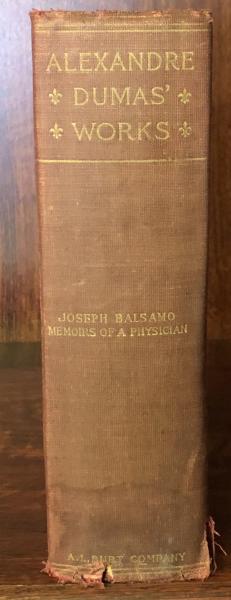 ALEXANDRE
DUMAS'
WORKS
JOSEPH BALSAMO
MEMOIRS OF A PHYSICIAN
A. L. BURT COMPANY